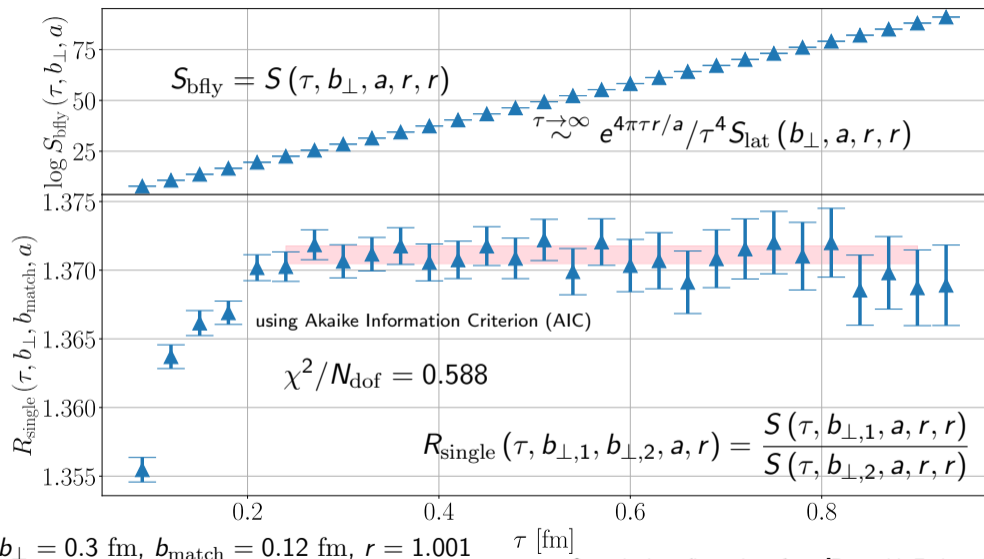 log S_bfly (τ, b_⊥, a)
75
50
25
S_bfly = S (τ, b_⊥, a, r, r)
τ→∞ ∼ e^{4πτr/a}/τ^4 S_lat (b_⊥, a, r, r)
R_single (τ, b_⊥, b_match, a)
1.375
1.370
1.365
1.360
1.355
using Akaike Information Criterion (AIC)
χ²/N_dof = 0.588
R_single (τ, b_⊥,1, b_⊥,2, a, r) = S (τ, b_⊥,1, a, r, r) / S (τ, b_⊥,2, a, r, r)
0.2 0.4 0.6 0.8
τ [fm]
b_⊥ = 0.3 fm, b_match = 0.12 fm, r = 1.001